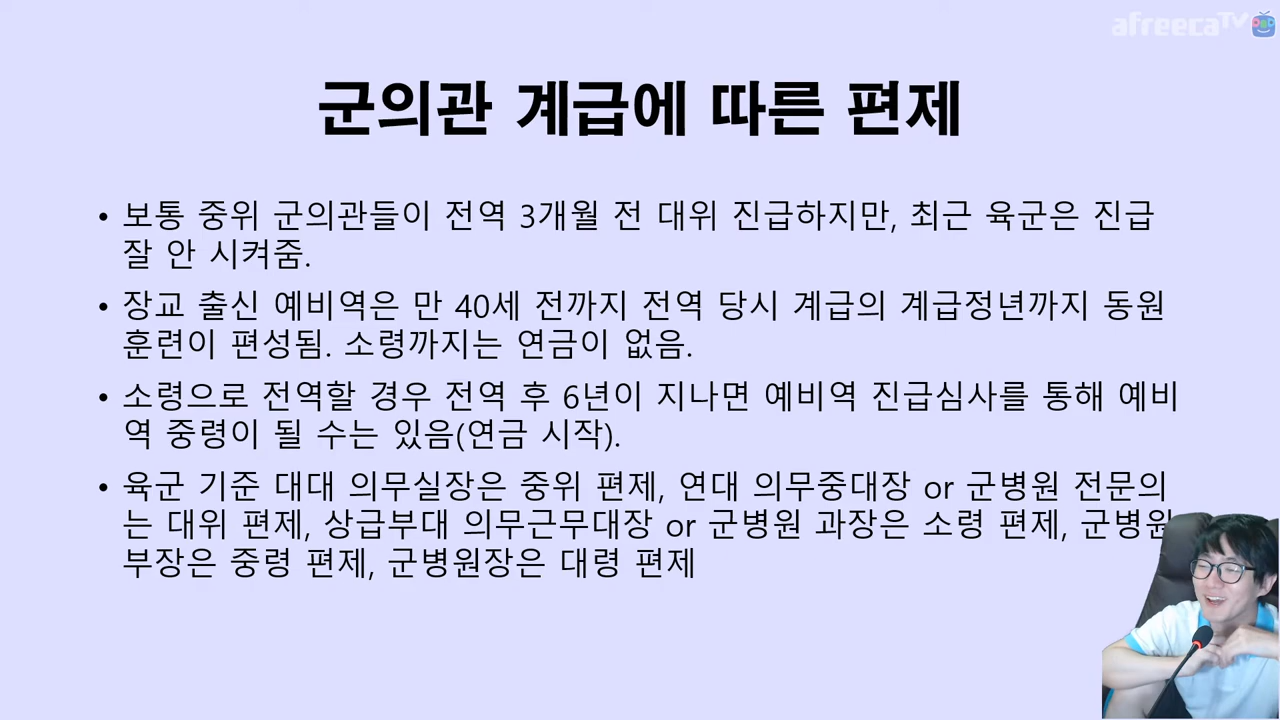 afreecaTV
군의관 계급에 따른 편제
• 보통 중위 군의관들이 전역 3개월 전 대위 진급하지만, 최근 육군은 진급
잘 안 시켜줌.
• 장교 출신 예비역은 만 40세 전까지 전역 당시 계급의 계급정년까지 동원
훈련이 편성됨. 소령까지는 연금이 없음.
• 소령으로 전역할 경우 전역 후 6년이 지나면 예비역 진급심사를 통해 예비
역 중령이 될 수는 있음(연금 시작).
• 육군 기준 대대 의무실장은 중위 편제, 연대 의무중대장 or 군병원 전문의
는 대위 편제, 상급부대 의무근무대장 or 군병원 과장은 소령 편제, 군병원
부장은 중령 편제, 군병원장은 대령 편제